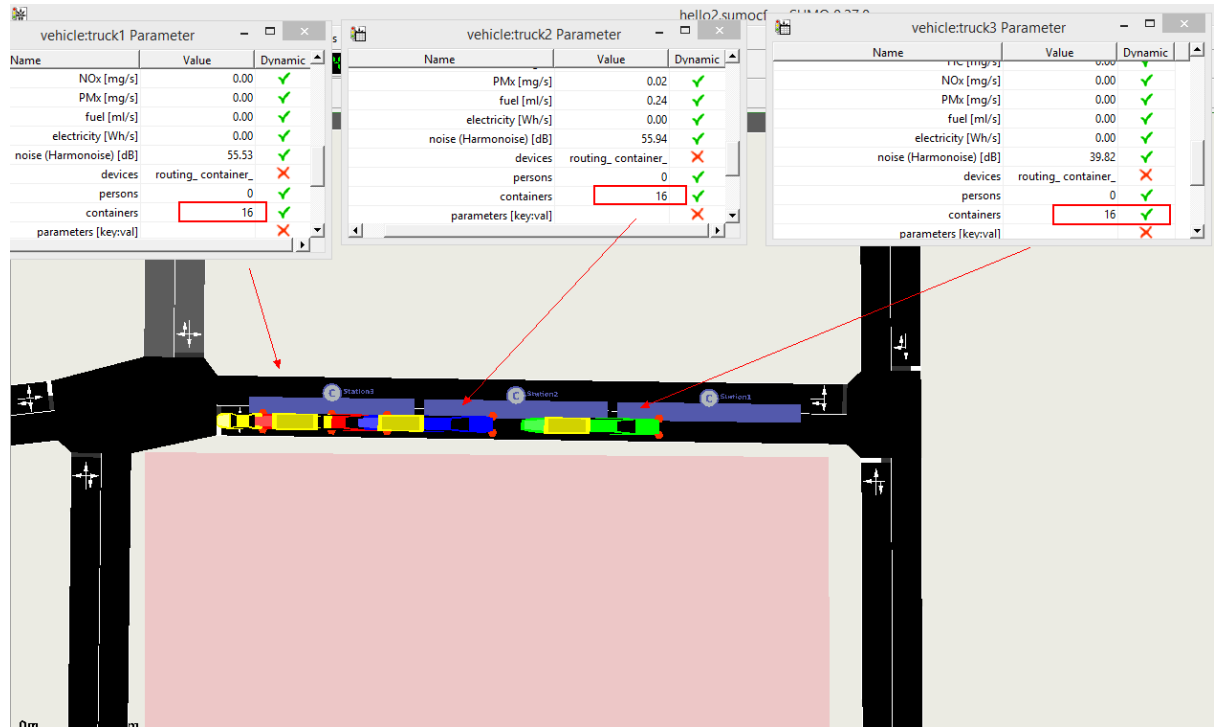 hello2.sumocf
SUMO 0.27.0
vehicle:truck1 Parameter
Name Value Dynamic
NOx [mg/s] 0.00
PMx [mg/s] 0.00
fuel [ml/s] 0.00
electricity [Wh/s] 0.00
noise (Harmonoise) [dB] 55.53
devices routing_ container_
persons 0
containers 16
parameters [key:val]
vehicle:truck2 Parameter
Name Value Dynamic
PMx [mg/s] 0.02
fuel [ml/s] 0.24
electricity [Wh/s] 0.00
noise (Harmonoise) [dB] 55.94
devices routing_ container_
persons 0
containers 16
parameters [key:val]
vehicle:truck3 Parameter
Name Value Dynamic
HC [mg/s] 0.00
NOx [mg/s] 0.00
PMx [mg/s] 0.00
fuel [ml/s] 0.00
electricity [Wh/s] 0.00
noise (Harmonoise) [dB] 39.82
devices routing_ container_
persons 0
containers 16
parameters [key:val]
C Station3
C Station2
C Station1
0m